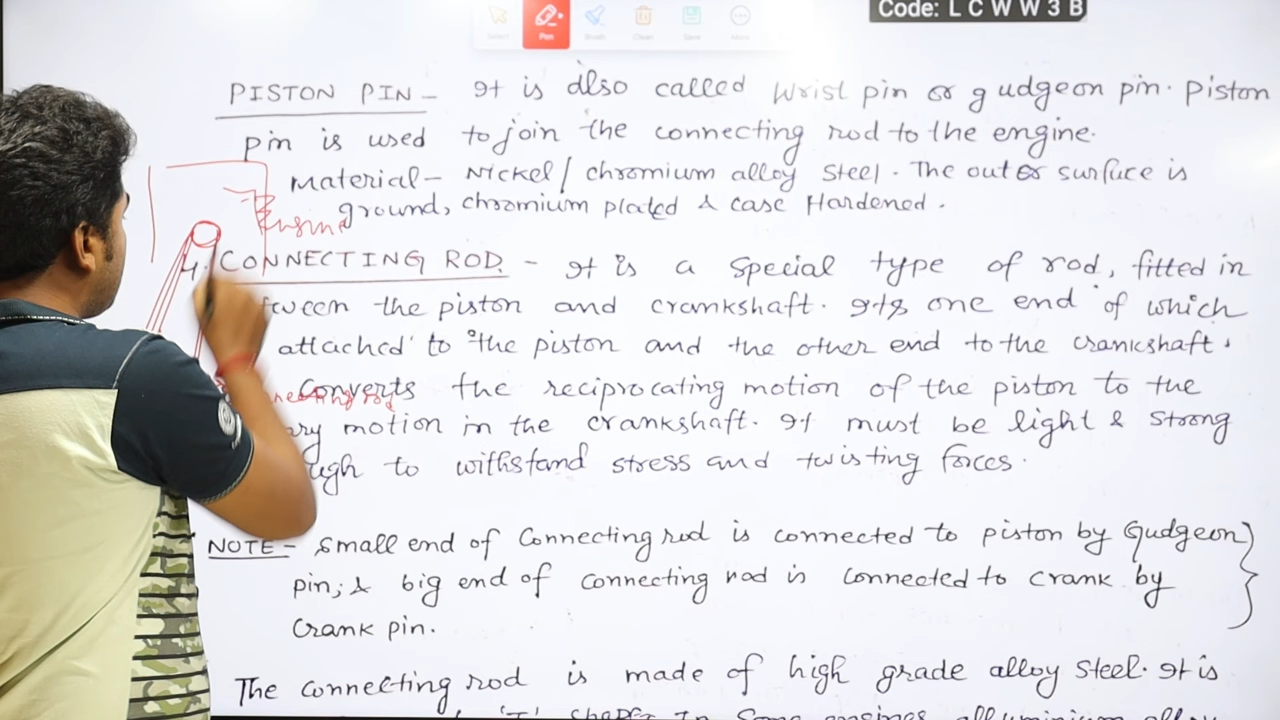 Code: L C W W 3 B
Select Pen Brush Clean Save More
PISTON PIN - It is also called Wrist pin or gudgeon pin. Piston
pin is used to join the connecting rod to the engine.
Material - Nickel / chromium alloy Steel. The outer surface is
ground, chromium plated & case Hardened.
4. CONNECTING ROD - It is a special type of rod, fitted in
the piston and crankshaft. one end of which
attached to the piston and the other end to the crankshaft.
Converts the reciprocating motion of the piston to the
motion in the crankshaft. It must be light & strong
to withstand stress and twisting forces.
NOTE - Small end of Connecting rod is connected to piston by Gudgeon
pin; & big end of connecting rod is connected to crank by
Crank pin.
The connecting rod is made of high grade alloy Steel. It is